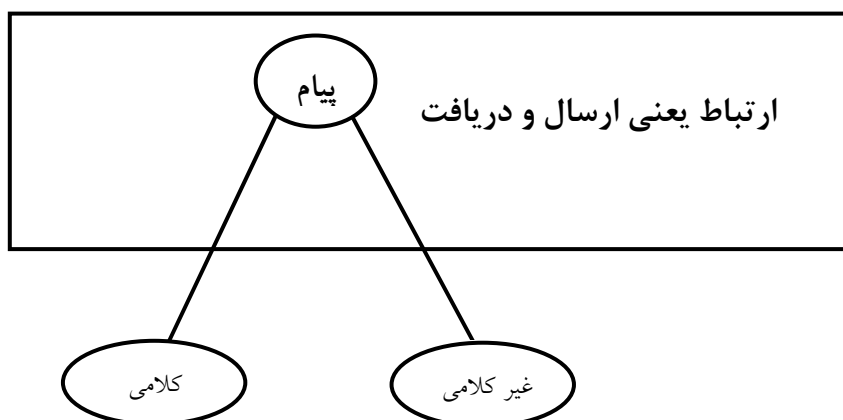 ارتباط یعنی ارسال و دریافت
پیام
غیر کلامی
کلامی